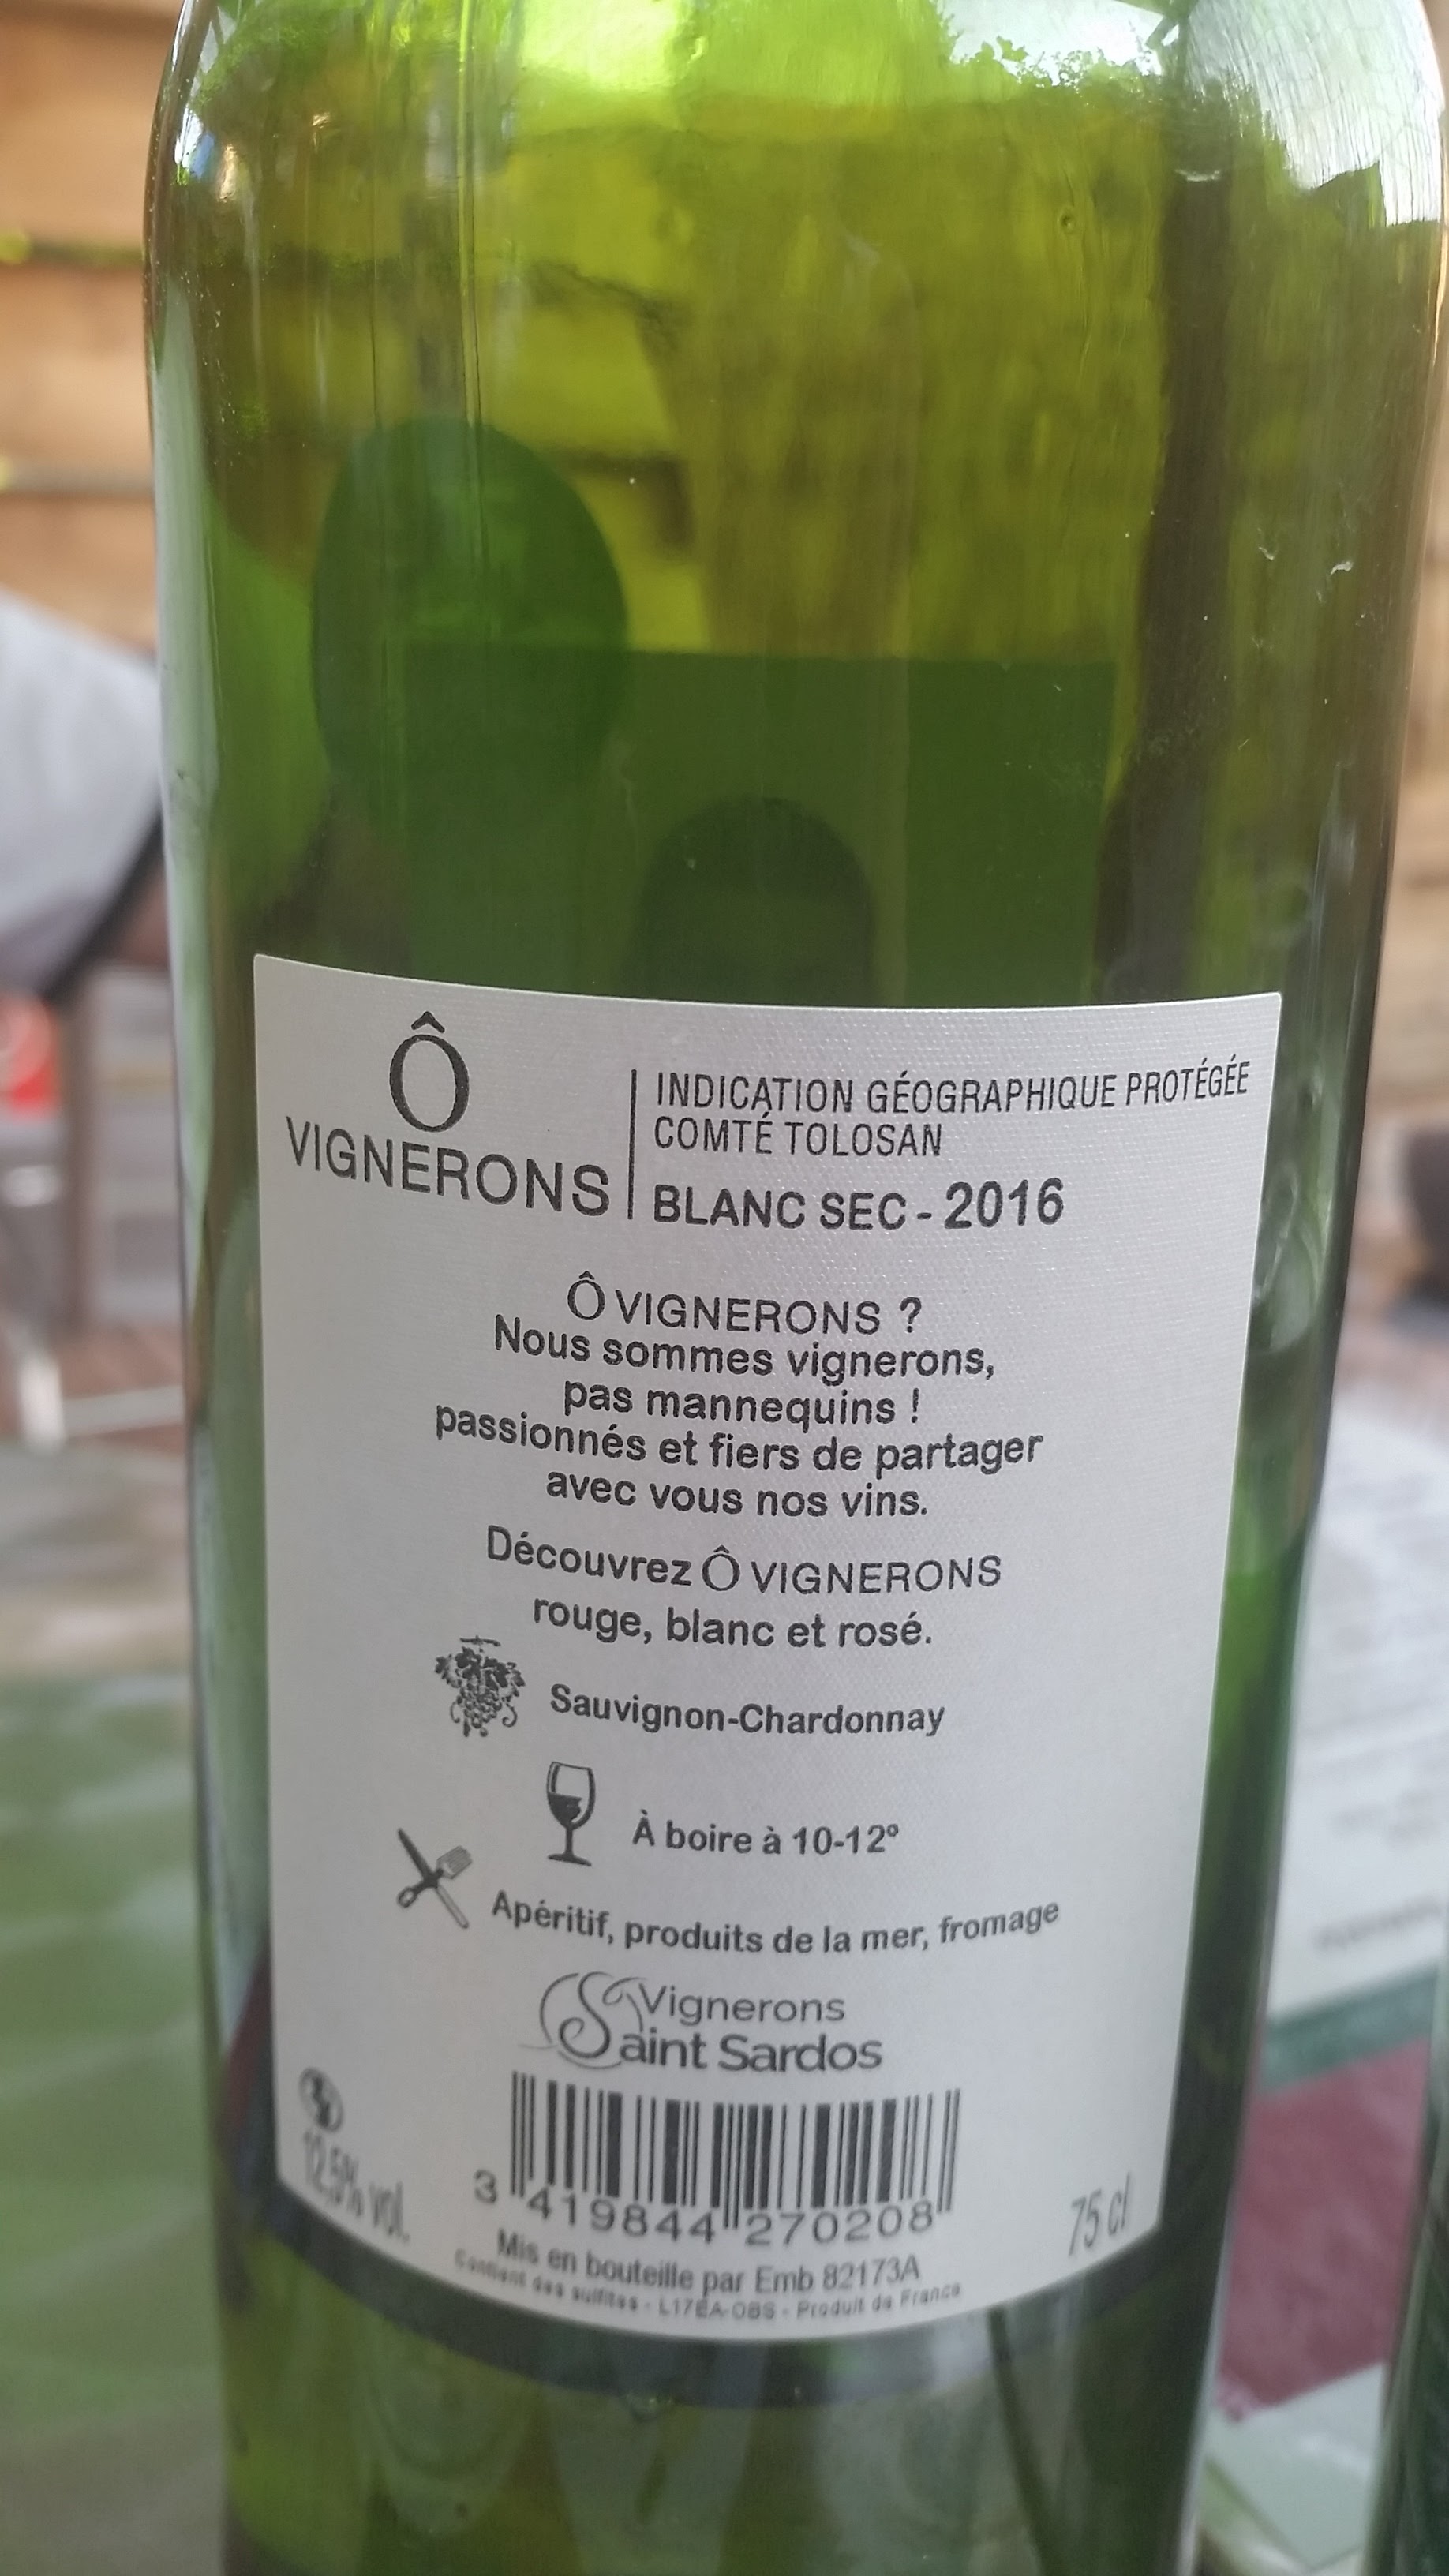 Ô
VIGNERONS
INDICATION GÉOGRAPHIQUE PROTÉGÉE
COMTÉ TOLOSAN
BLANC SEC - 2016
Ô VIGNERONS ?
Nous sommes vignerons,
pas mannequins !
passionnés et fiers de partager
avec vous nos vins.
Découvrez Ô VIGNERONS
rouge, blanc et rosé.
Sauvignon-Chardonnay
À boire à 10-12°
Apéritif, produits de la mer, fromage
Vignerons
Saint Sardos
12.5% vol.
3 419844 270208
75 cl
Mis en bouteille par Emb 82173A
Contient des sulfites - L17EA-OBS - Produit de France